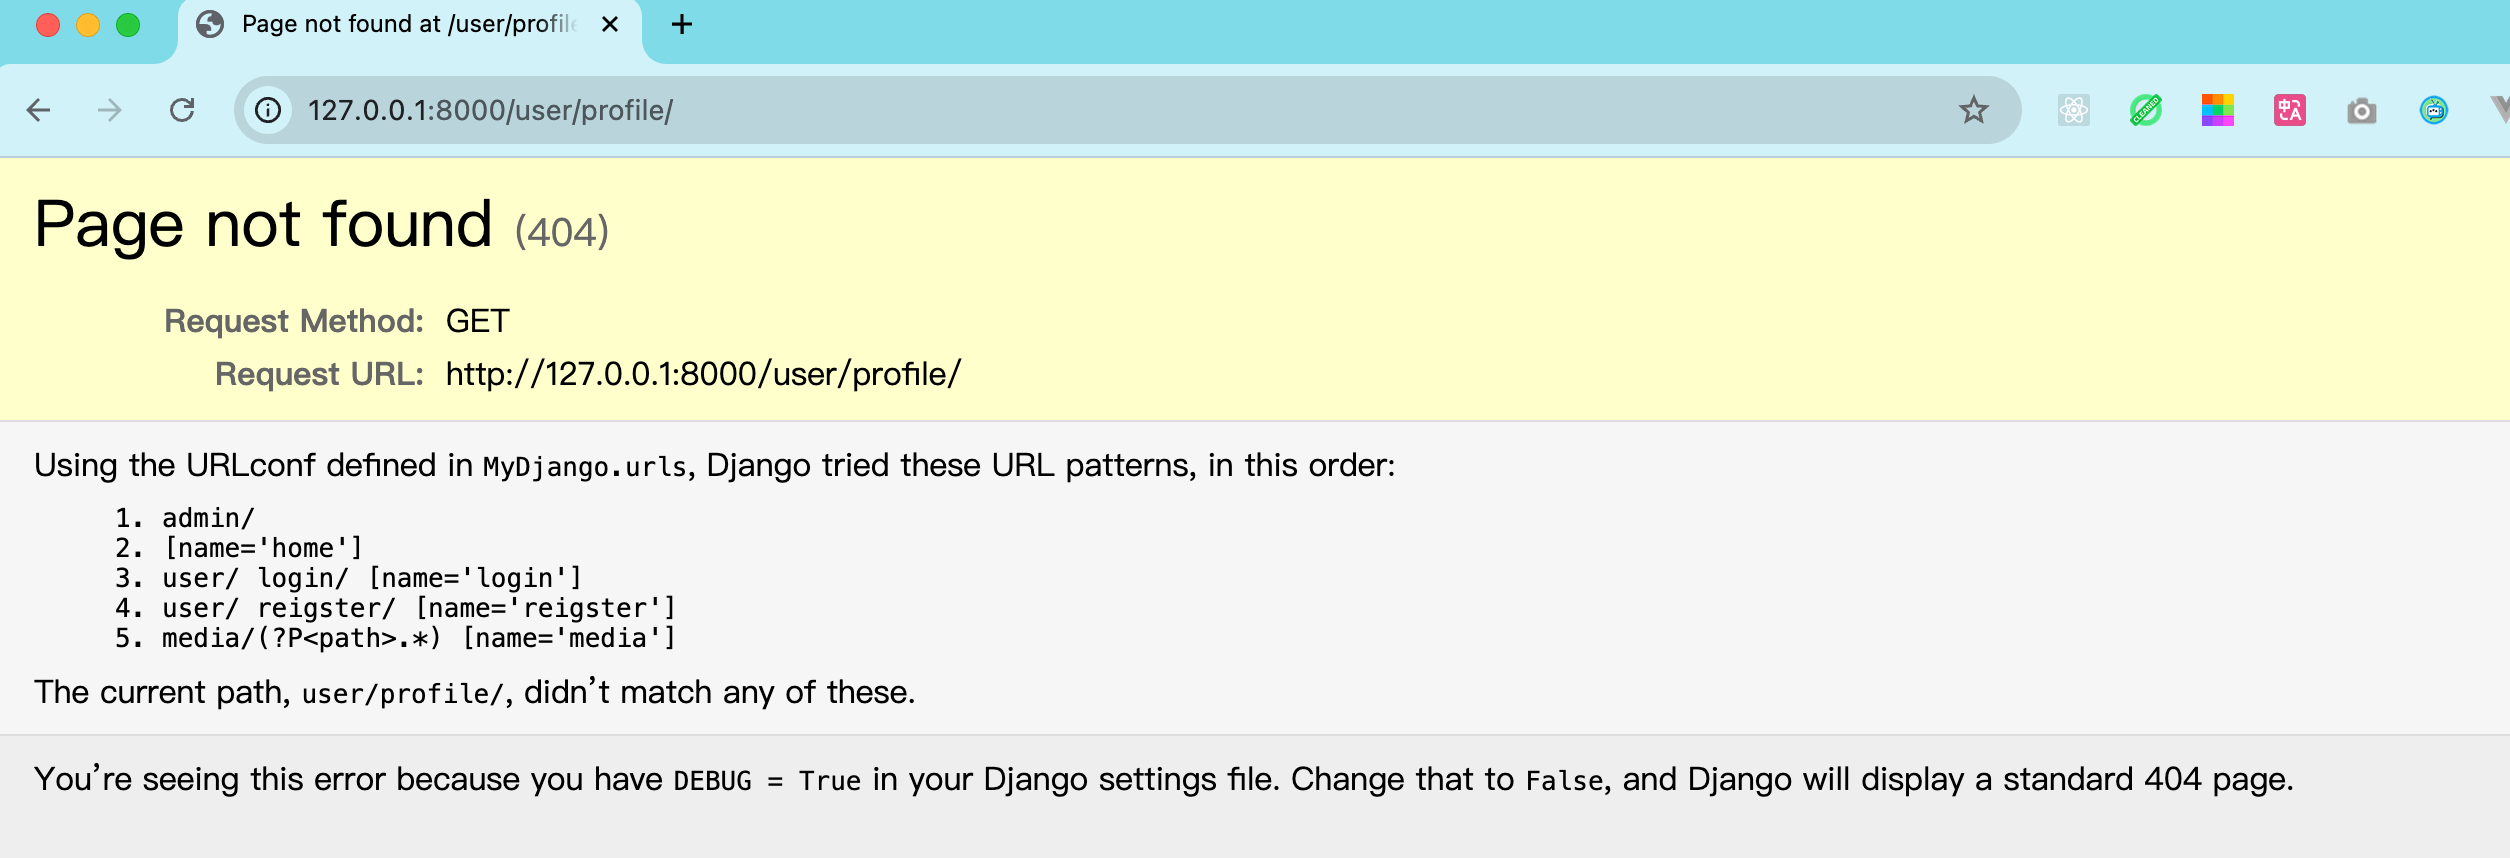 Page not found at /user/profile
127.0.0.1:8000/user/profile/
CLEANED
中A
Page not found (404)
Request Method: GET
Request URL: http://127.0.0.1:8000/user/profile/
Using the URLconf defined in MyDjango.urls, Django tried these URL patterns, in this order:
1. admin/
2. [name='home']
3. user/ login/ [name='login']
4. user/ reigster/ [name='reigster']
5. media/(?P<path>.*) [name='media']
The current path, user/profile/, didn’t match any of these.
You’re seeing this error because you have DEBUG = True in your Django settings file. Change that to False, and Django will display a standard 404 page.